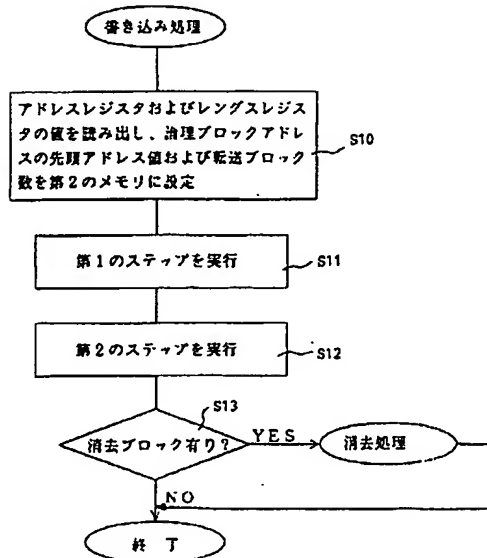 書き込み処理
アドレスレジスタおよびレングスレジス
タの値を読み出し、論理ブロックアドレ
スの先頭アドレス値および転送ブロック
数を第2のメモリに設定
S10
第1のステップを実行
S11
第2のステップを実行
S12
S13
消去ブロック有り?
YES
消去処理
NO
終了